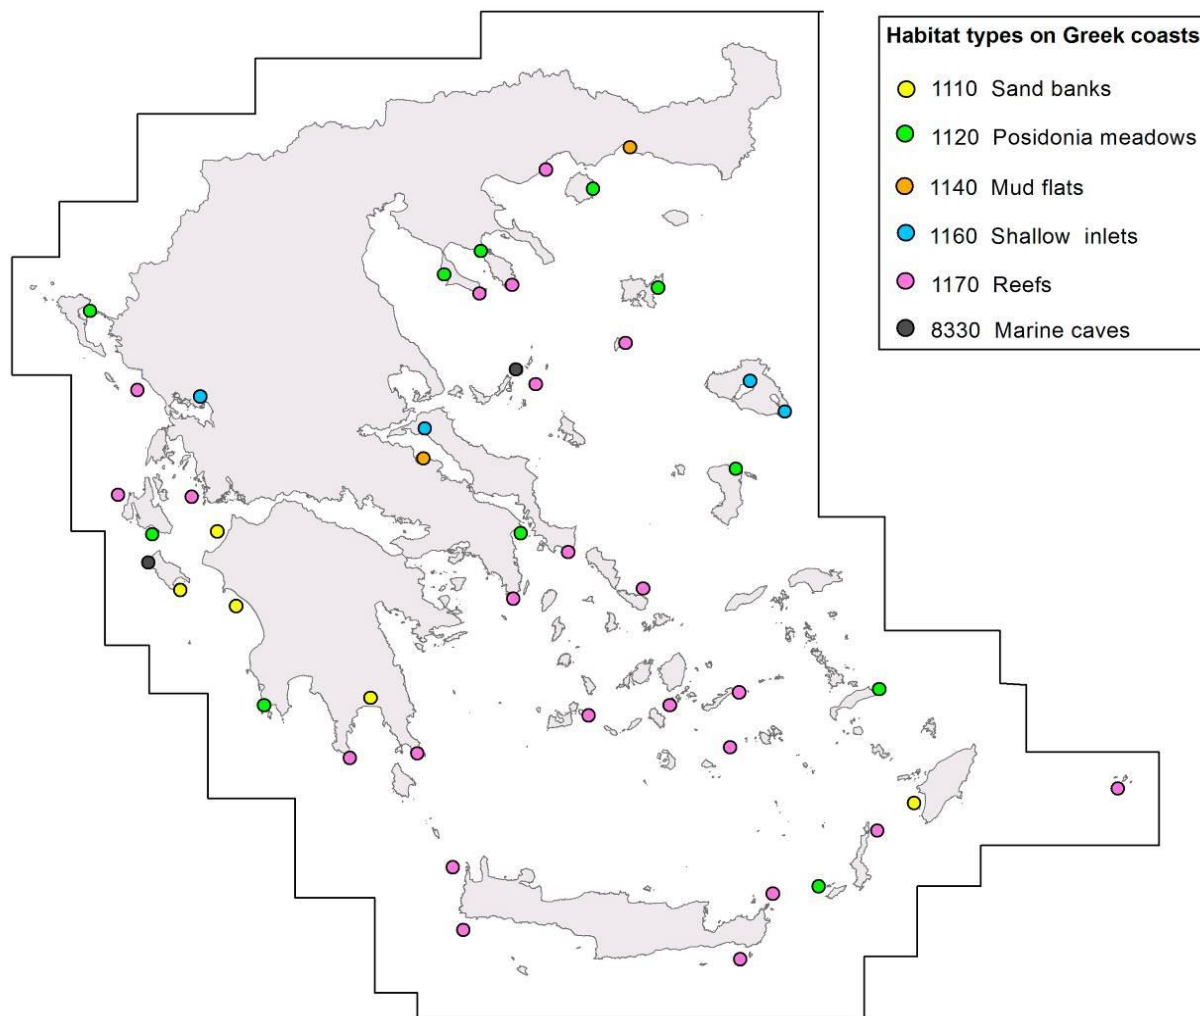 Habitat types on Greek coasts
1110 Sand banks
1120 Posidonia meadows
1140 Mud flats
1160 Shallow inlets
1170 Reefs
8330 Marine caves